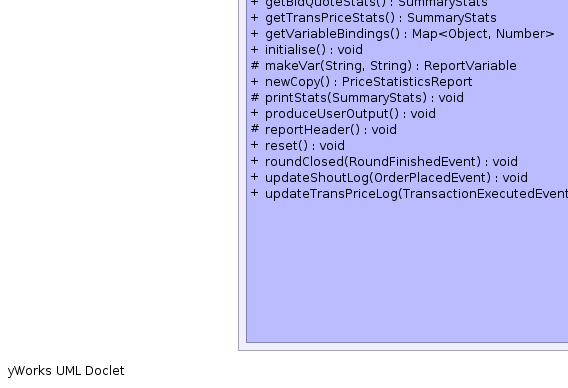 + getBidQuoteStats() : SummaryStats
+ getTransPriceStats() : SummaryStats
+ getVariableBindings() : Map<Object, Number>
+ initialise() : void
# makeVar(String, String) : ReportVariable
+ newCopy() : PriceStatisticsReport
# printStats(SummaryStats) : void
+ produceUserOutput() : void
# reportHeader() : void
+ reset() : void
+ roundClosed(RoundFinishedEvent) : void
+ updateShoutLog(OrderPlacedEvent) : void
+ updateTransPriceLog(TransactionExecutedEvent
yWorks UML Doclet